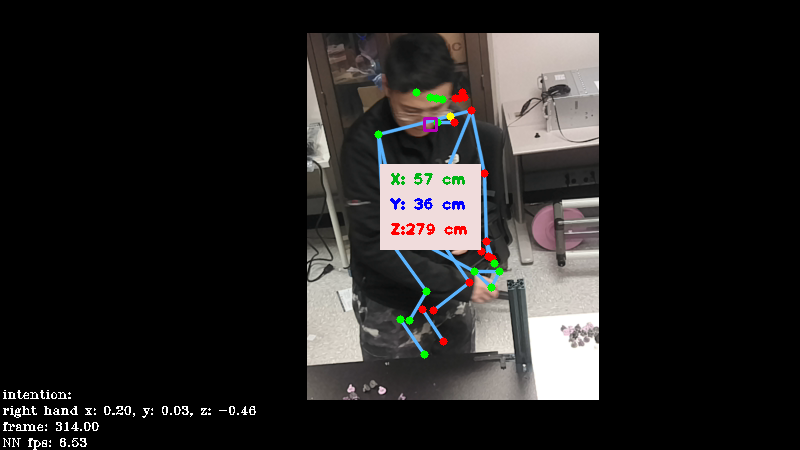 X: 57 cm
Y: 36 cm
Z:279 cm
intention:
right hand x: 0.20, y: 0.03, z: -0.46
frame: 314.00
NN fps: 6.53